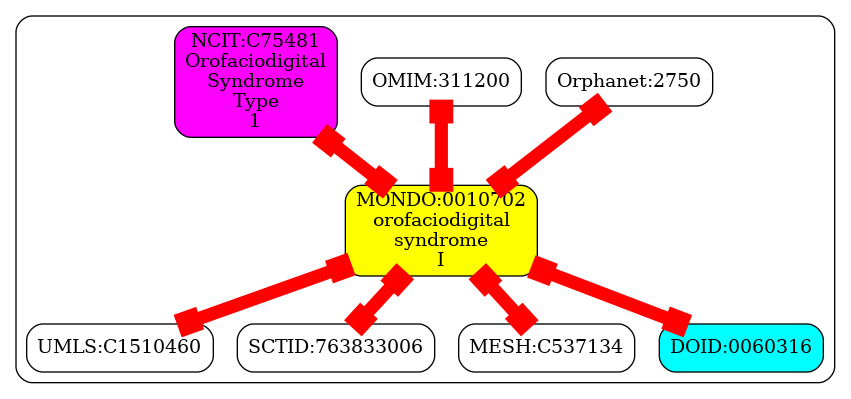 NCIT:C75481
Orofaciodigital
Syndrome
Type
1
OMIM:311200
Orphanet:2750
MONDO:0010702
orofaciodigital
syndrome
I
UMLS:C1510460
SCTID:763833006
MESH:C537134
DOID:0060316